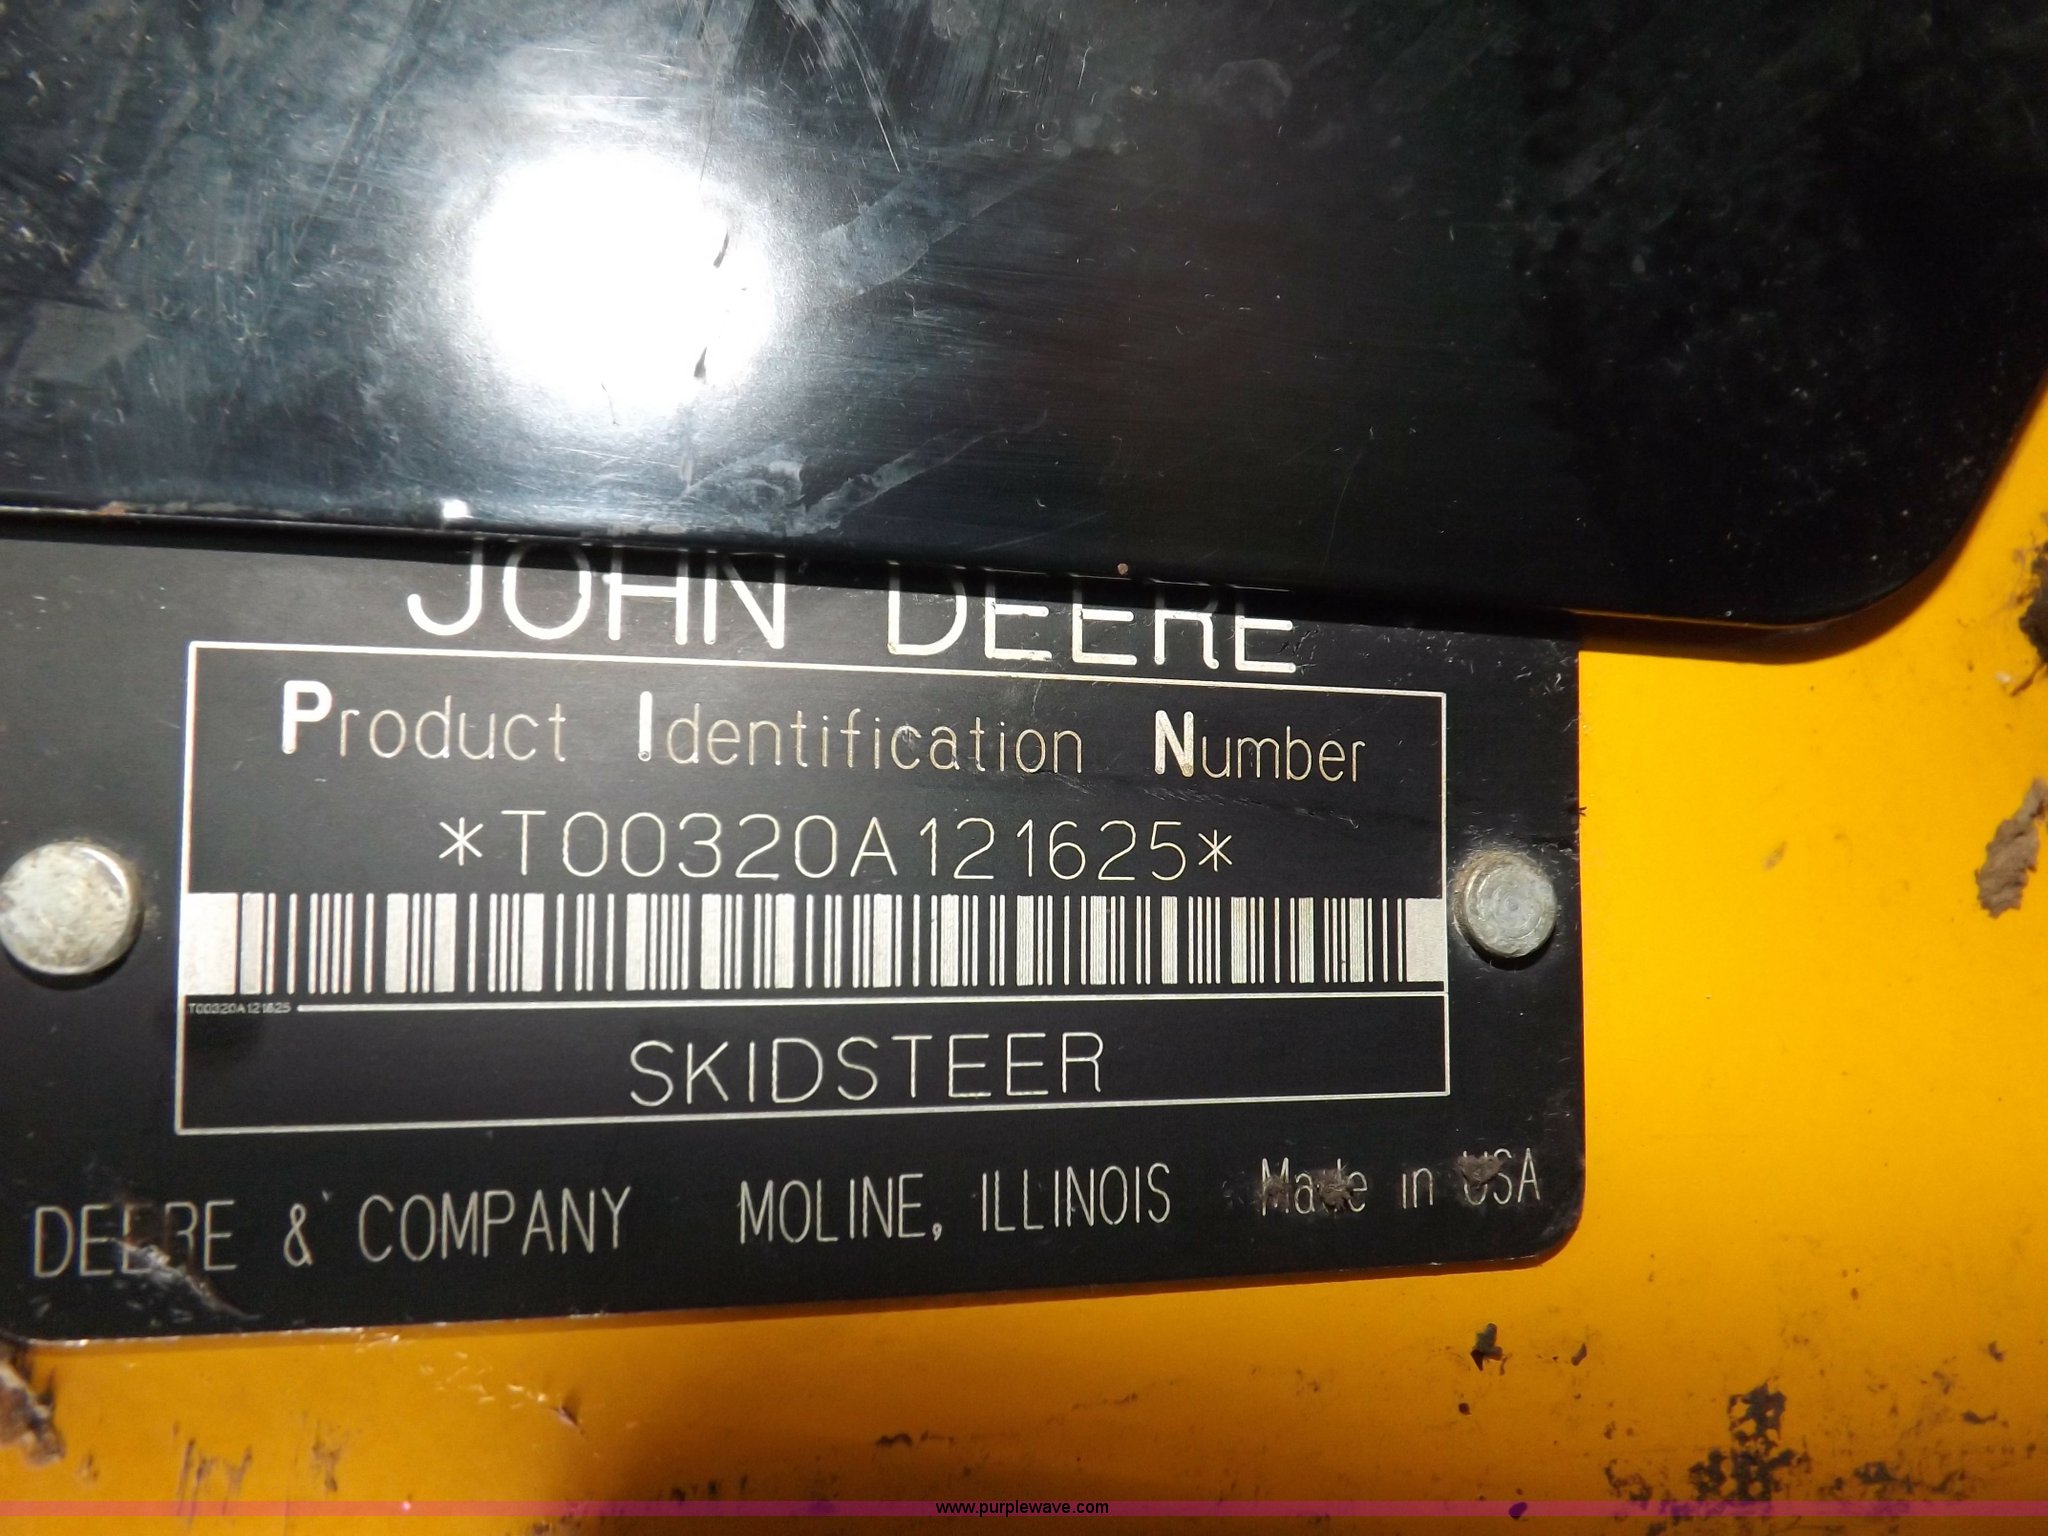 JOHN DEERE
Product Identification Number
*T00320A121625*
T00320A121625
SKIDSTEER
DEERE & COMPANY MOLINE, ILLINOIS Made in USA
www.purplewave.com